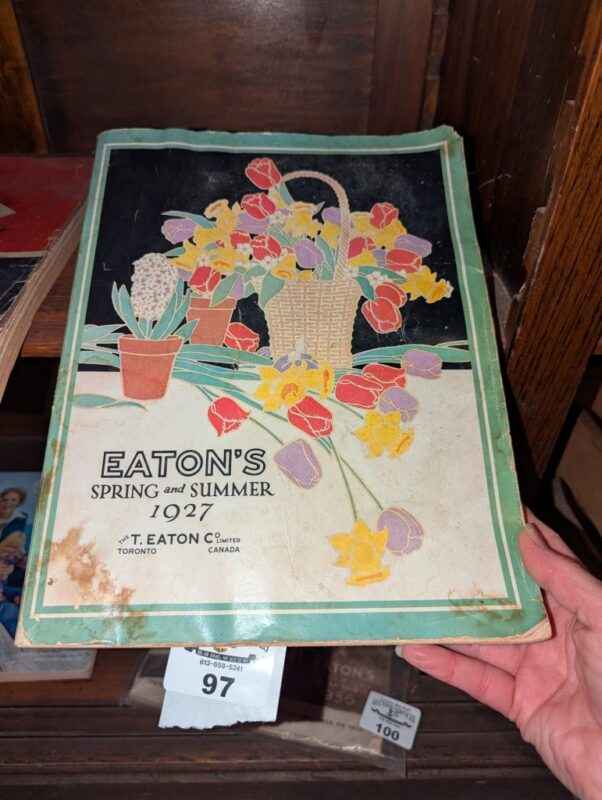 EATON'S
SPRING and SUMMER
1927
THE T. EATON CO LIMITED
TORONTO CANADA
97
100